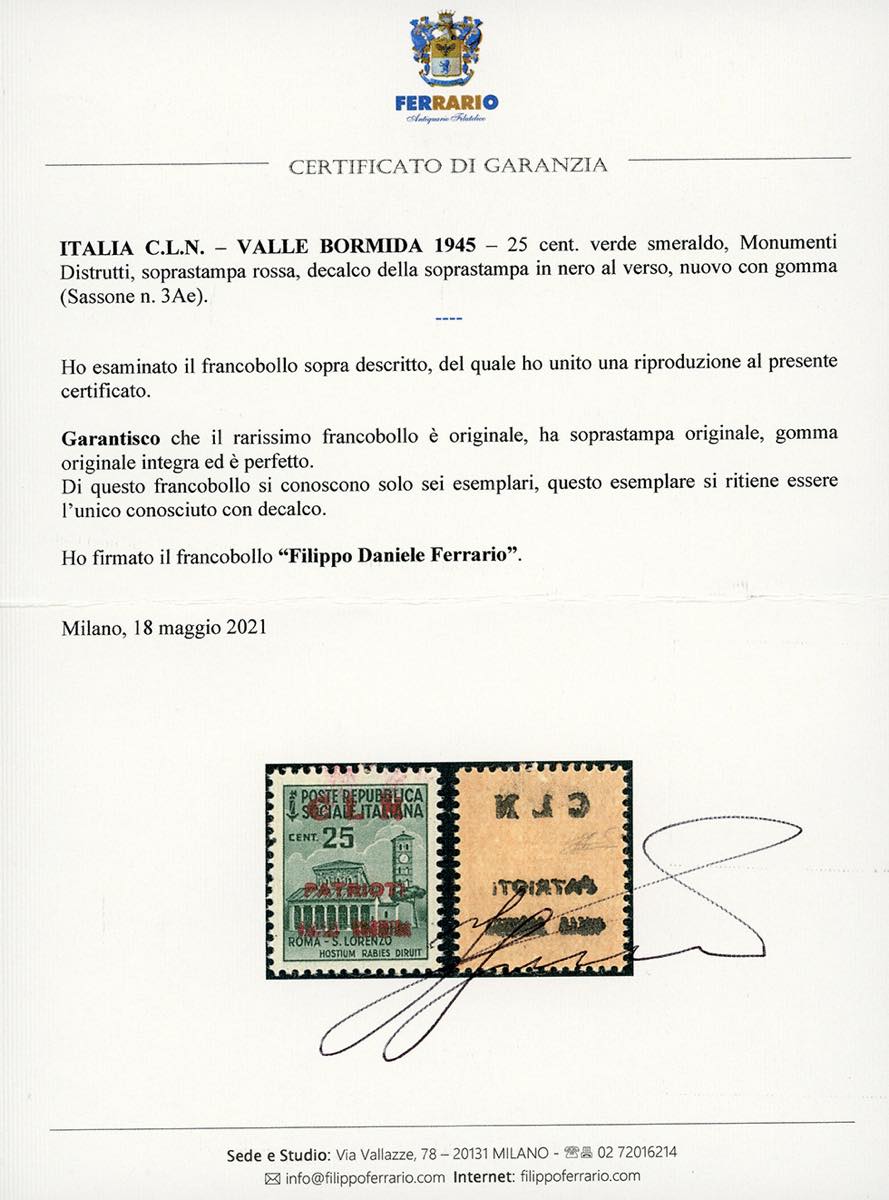 FERRARIO
Antiquario Filatelico
CERTIFICATO DI GARANZIA
ITALIA C.L.N. – VALLE BORMIDA 1945 – 25 cent. verde smeraldo, Monumenti
Distrutti, soprastampa rossa, decalco della soprastampa in nero al verso, nuovo con gomma
(Sassone n. 3Ae).
----
Ho esaminato il francobollo sopra descritto, del quale ho unito una riproduzione al presente
certificato.
Garantisco che il rarissimo francobollo è originale, ha soprastampa originale, gomma
originale integra ed è perfetto.
Di questo francobollo si conoscono solo sei esemplari, questo esemplare si ritiene essere
l'unico conosciuto con decalco.
Ho firmato il francobollo “Filippo Daniele Ferrario”.
Milano, 18 maggio 2021
POSTE REPUBBLICA
SOCIALE ITALIANA
C L N
CENT. 25
PATRIOTI
ROMA - S. LORENZO
HOSTIUM RABIES DIRUIT
C L N
PATRIOTI
Sede e Studio: Via Vallazze, 78 – 20131 MILANO - 02 72016214
info@filippoferrario.com Internet: filippoferrario.com